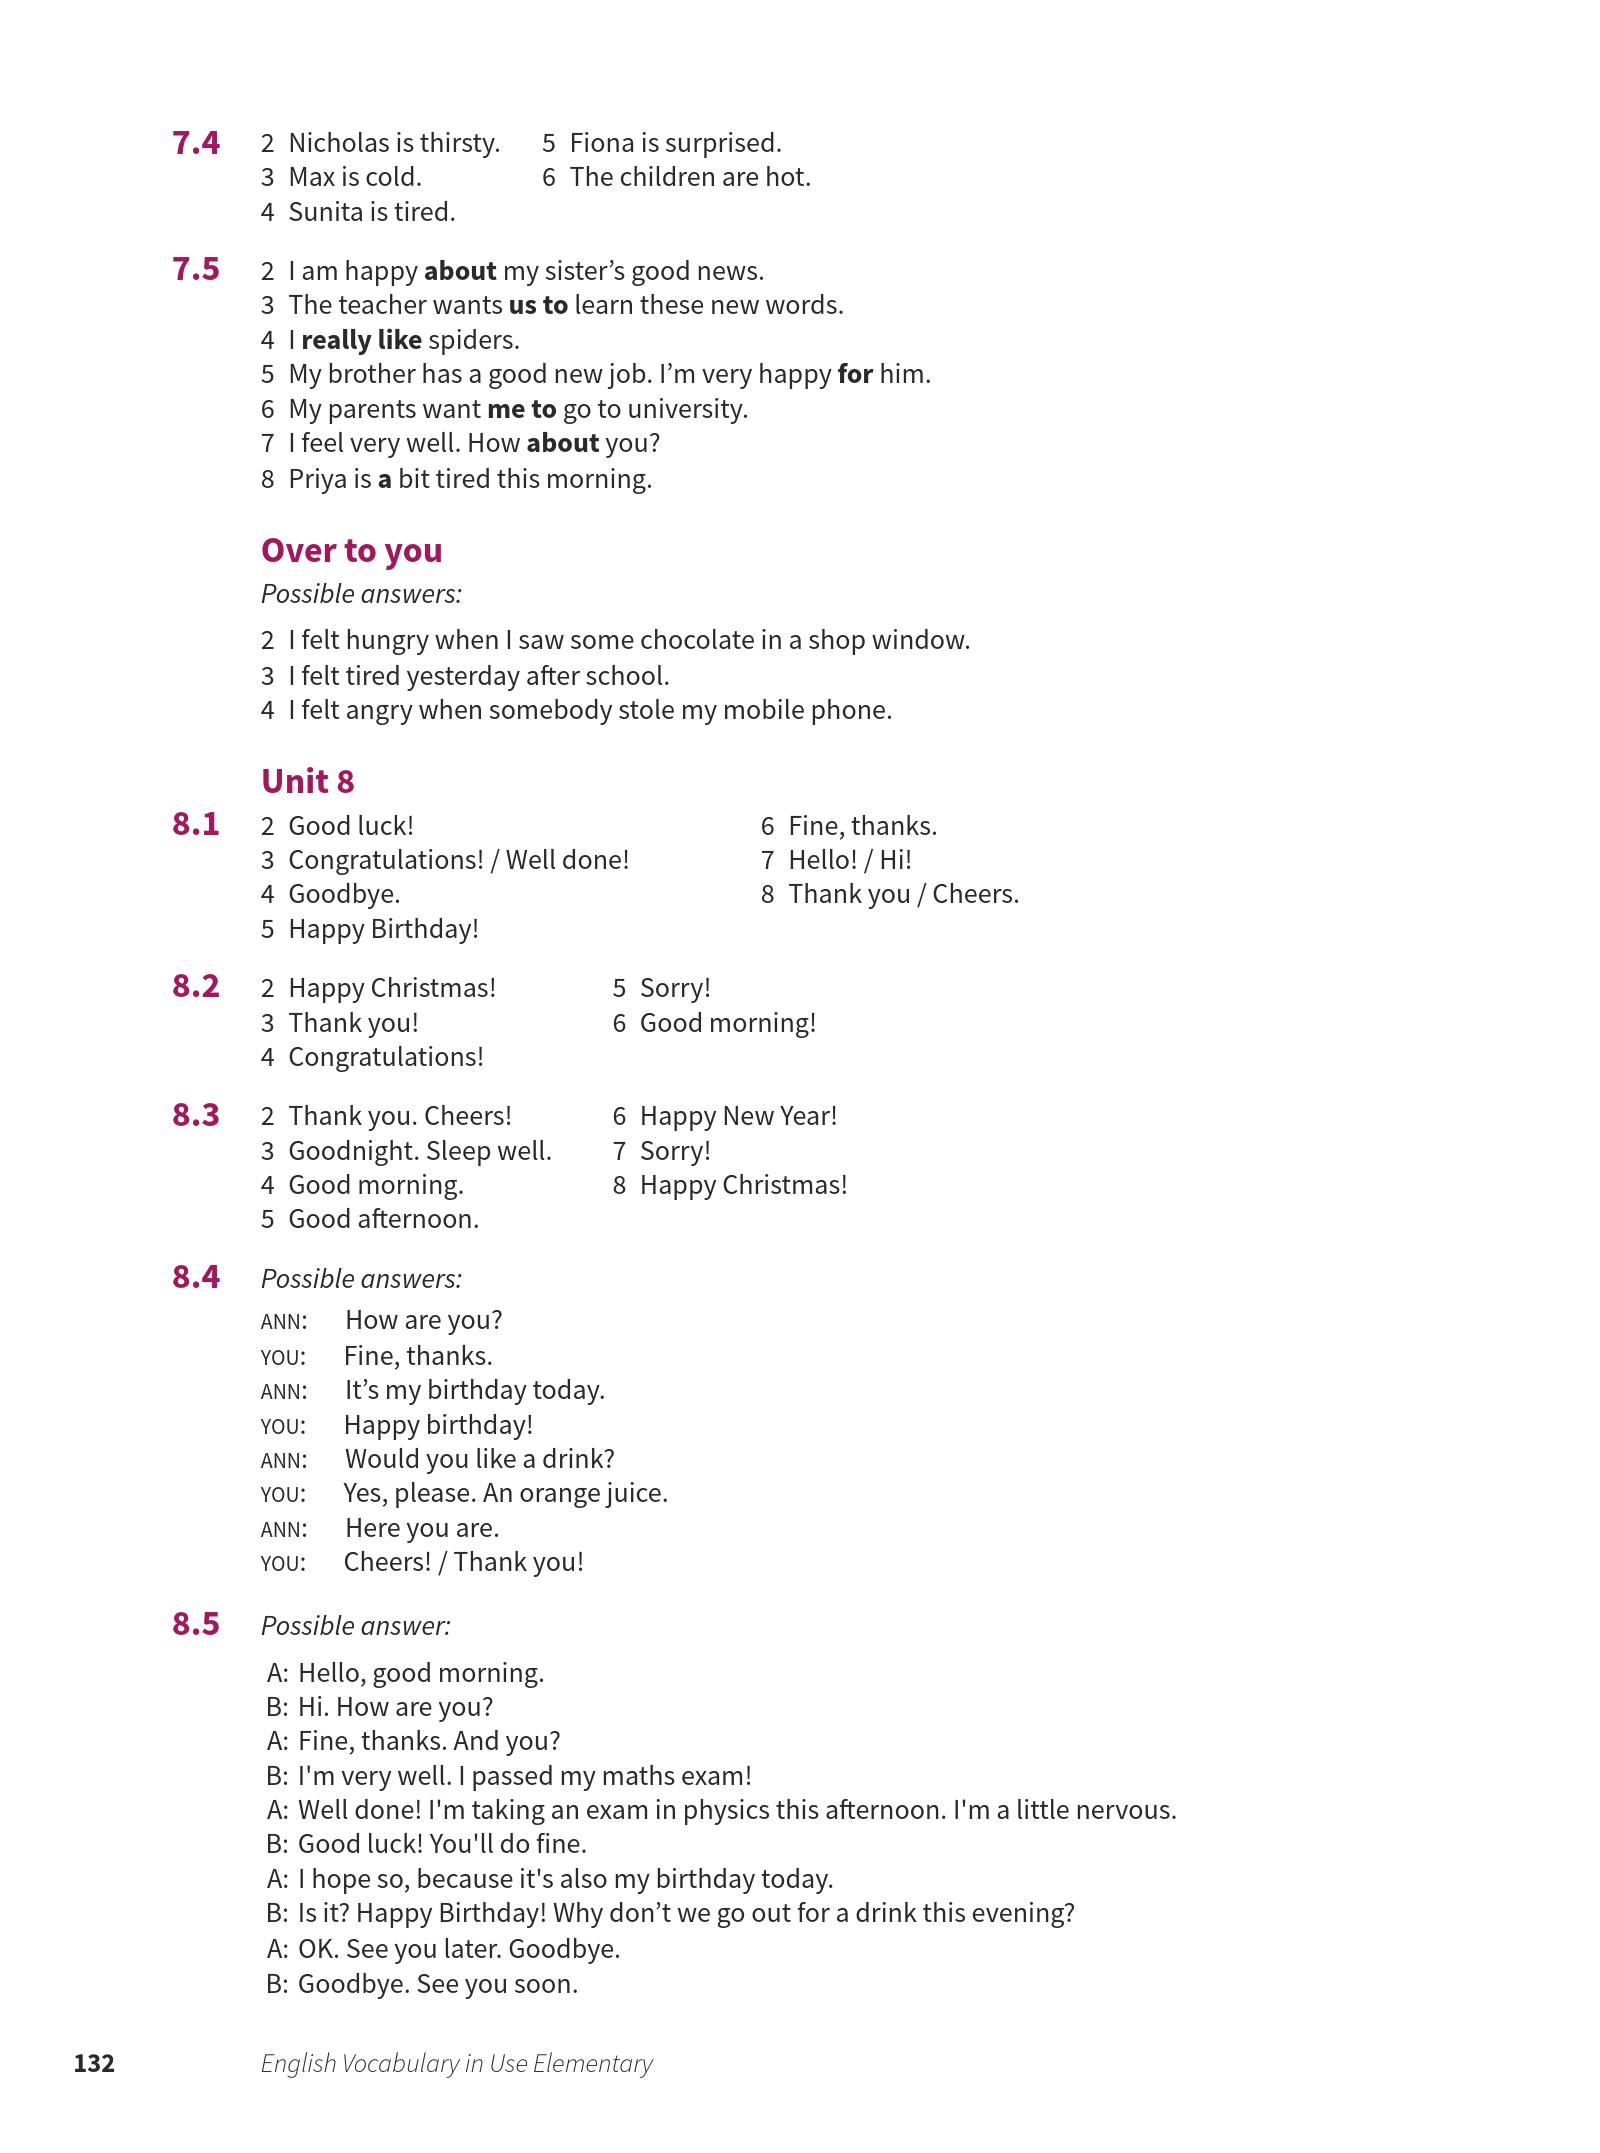 7.4 2 Nicholas is thirsty. 5 Fiona is surprised.
3 Max is cold. 6 The children are hot.
4 Sunita is tired.
7.5 2 I am happy about my sister’s good news.
3 The teacher wants us to learn these new words.
4 I really like spiders.
5 My brother has a good new job. I’m very happy for him.
6 My parents want me to go to university.
7 I feel very well. How about you?
8 Priya is a bit tired this morning.
Over to you
Possible answers:
2 I felt hungry when I saw some chocolate in a shop window.
3 I felt tired yesterday after school.
4 I felt angry when somebody stole my mobile phone.
Unit 8
8.1 2 Good luck! 6 Fine, thanks.
3 Congratulations! / Well done! 7 Hello! / Hi!
4 Goodbye. 8 Thank you / Cheers.
5 Happy Birthday!
8.2 2 Happy Christmas! 5 Sorry!
3 Thank you! 6 Good morning!
4 Congratulations!
8.3 2 Thank you. Cheers! 6 Happy New Year!
3 Goodnight. Sleep well. 7 Sorry!
4 Good morning. 8 Happy Christmas!
5 Good afternoon.
8.4 Possible answers:
ANN: How are you?
YOU: Fine, thanks.
ANN: It’s my birthday today.
YOU: Happy birthday!
ANN: Would you like a drink?
YOU: Yes, please. An orange juice.
ANN: Here you are.
YOU: Cheers! / Thank you!
8.5 Possible answer:
A: Hello, good morning.
B: Hi. How are you?
A: Fine, thanks. And you?
B: I'm very well. I passed my maths exam!
A: Well done! I'm taking an exam in physics this afternoon. I'm a little nervous.
B: Good luck! You'll do fine.
A: I hope so, because it's also my birthday today.
B: Is it? Happy Birthday! Why don’t we go out for a drink this evening?
A: OK. See you later. Goodbye.
B: Goodbye. See you soon.
132 English Vocabulary in Use Elementary